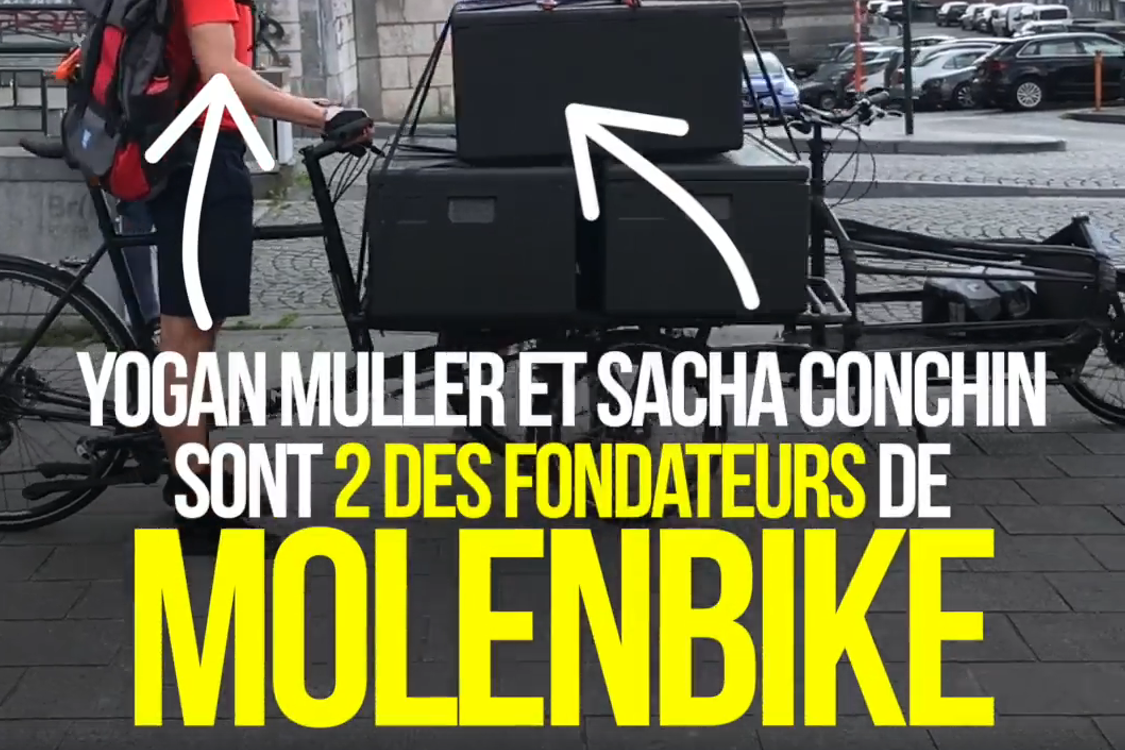 YOGAN MULLER ET SACHA CONCHIN
SONT 2 DES FONDATEURS DE
MOLENBIKE